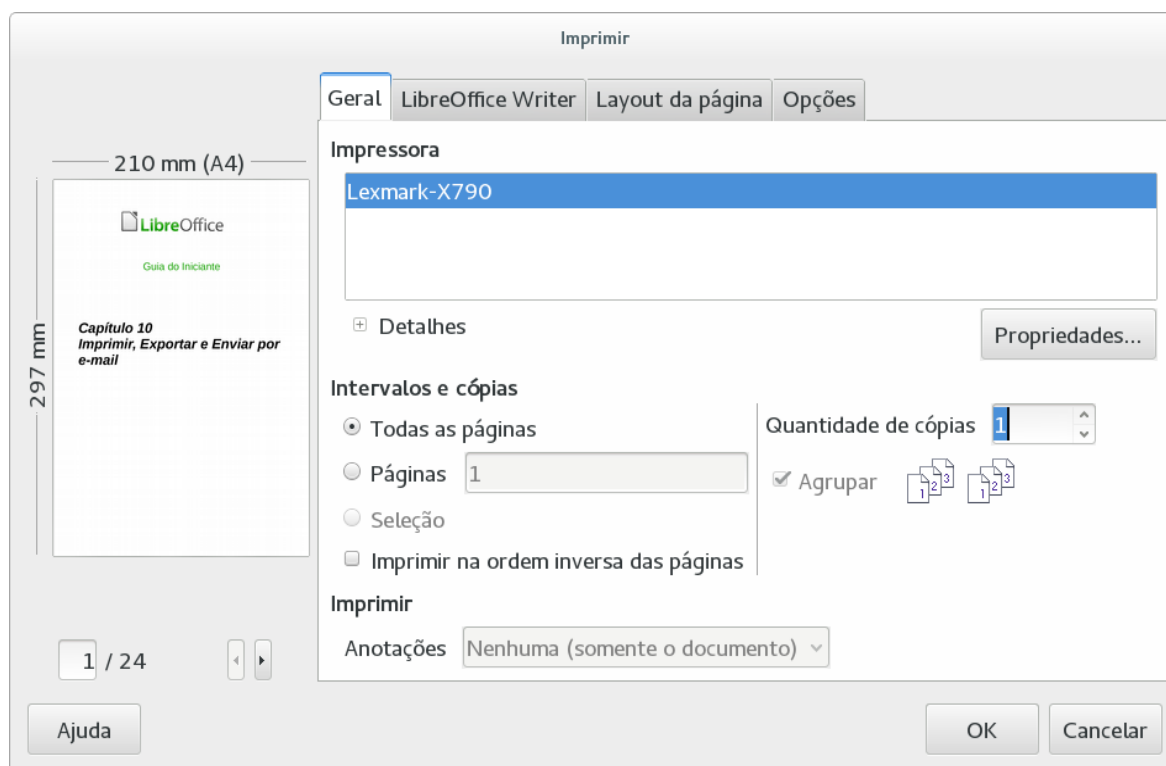 Imprimir
Geral LibreOffice Writer Layout da página Opções
210 mm (A4)
297 mm
LibreOffice
Guia do Iniciante
Capítulo 10
Imprimir, Exportar e Enviar por
e-mail
1 / 24
Impressora
Lexmark-X790
Detalhes
Propriedades...
Intervalos e cópias
Todas as páginas
Páginas 1
Seleção
Imprimir na ordem inversa das páginas
Quantidade de cópias 1
Agrupar 1 2 3 1 2 3
Imprimir
Anotações Nenhuma (somente o documento)
Ajuda OK Cancelar